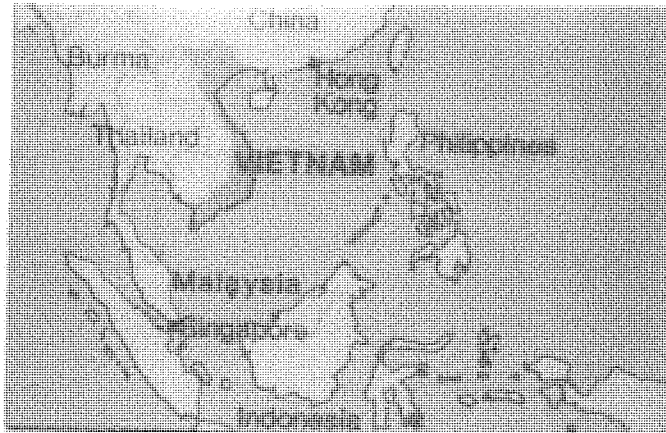 China
Burma
Hong
Kong
Thailand
Philippines
VIETNAM
Malaysia
Singapore
Indonesia